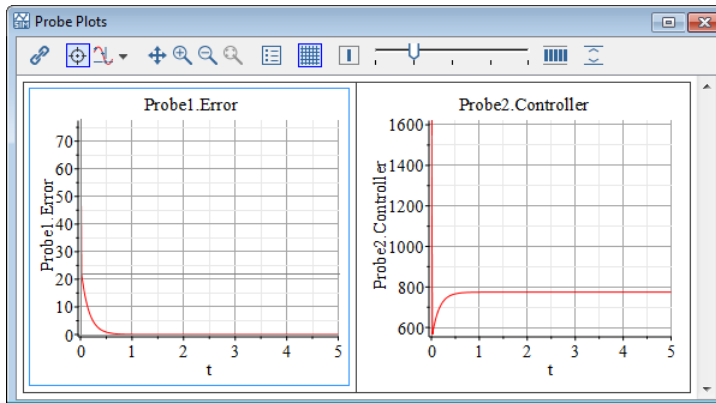 Probe Plots
SIM
Probe1.Error
Probe1.Error
70
60
50
40
30
20
10
0
0 1 2 3 4 5
t
Probe2.Controller
Probe2.Controller
1600
1400
1200
1000
800
600
0 1 2 3 4 5
t